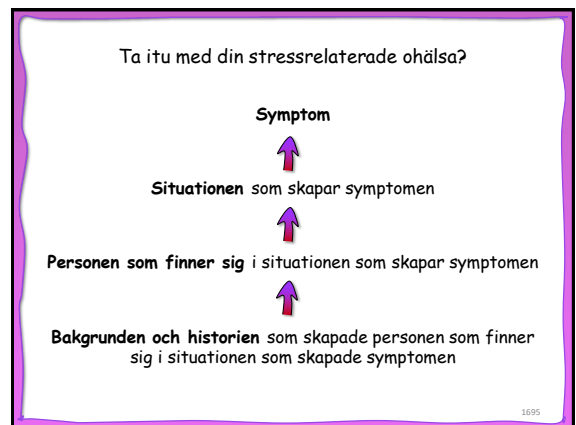 Ta itu med din stressrelaterade ohälsa?
Symptom
Situationen som skapar symptomen
Personen som finner sig i situationen som skapar symptomen
Bakgrunden och historien som skapade personen som finner
sig i situationen som skapade symptomen
1695